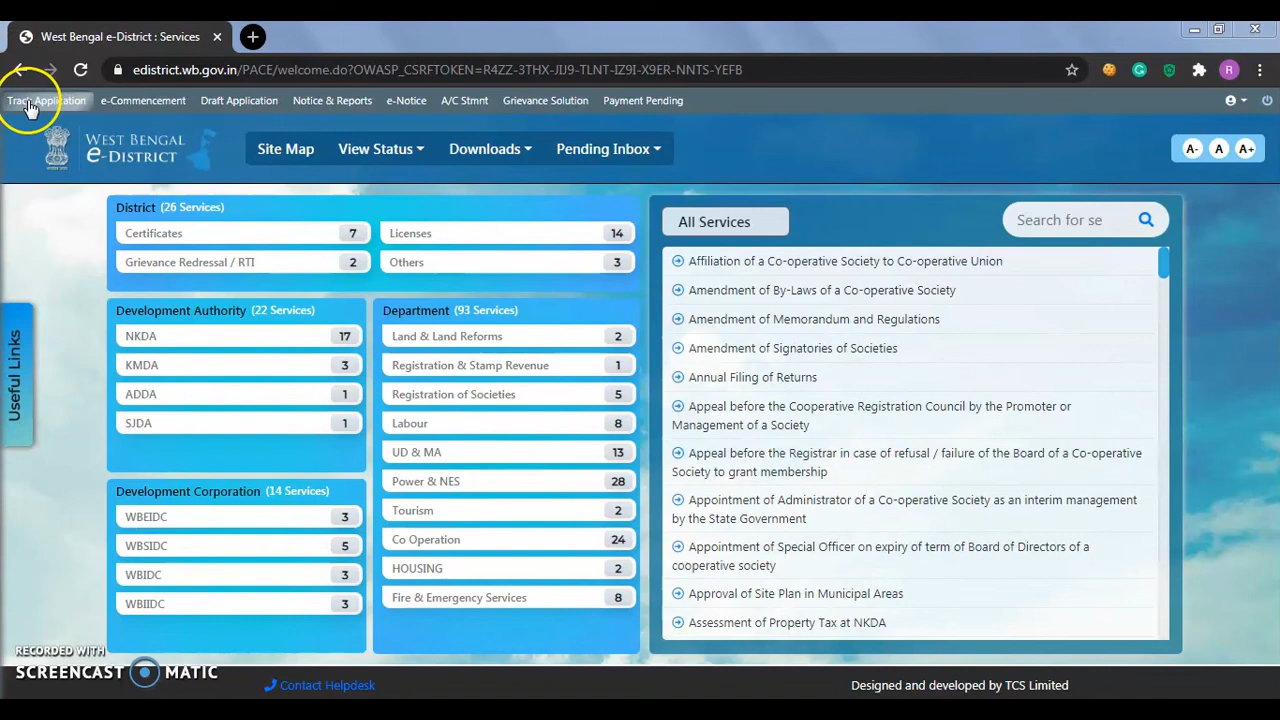 West Bengal e-District : Services
edistrict.wb.gov.in/PACE/welcome.do?OWASP_CSRFTOKEN=R4ZZ-3THX-JIJ9-TLNT-IZ9I-X9ER-NNTS-YEFB
R
Track Application e-Commencement Draft Application Notice & Reports e-Notice A/C Stmnt Grievance Solution Payment Pending
WEST BENGAL
e-DISTRICT
Site Map View Status Downloads Pending Inbox
A- A A+
District (26 Services)
Certificates 7
Licenses 14
Grievance Redressal / RTI 2
Others 3
Development Authority (22 Services)
NKDA 17
KMDA 3
ADDA 1
SJDA 1
Development Corporation (14 Services)
WBEIDC 3
WBSIDC 5
WBIDC 3
WBIIDC 3
Department (93 Services)
Land & Land Reforms 2
Registration & Stamp Revenue 1
Registration of Societies 5
Labour 8
UD & MA 13
Power & NES 28
Tourism 2
Co Operation 24
HOUSING 2
Fire & Emergency Services 8
All Services
Search for se
Affiliation of a Co-operative Society to Co-operative Union
Amendment of By-Laws of a Co-operative Society
Amendment of Memorandum and Regulations
Amendment of Signatories of Societies
Annual Filing of Returns
Appeal before the Cooperative Registration Council by the Promoter or
Management of a Society
Appeal before the Registrar in case of refusal / failure of the Board of a Co-operative
Society to grant membership
Appointment of Administrator of a Co-operative Society as an interim management
by the State Government
Appointment of Special Officer on expiry of term of Board of Directors of a
cooperative society
Approval of Site Plan in Municipal Areas
Assessment of Property Tax at NKDA
Useful Links
RECORDED WITH
SCREENCAST MATIC
Contact Helpdesk
Designed and developed by TCS Limited